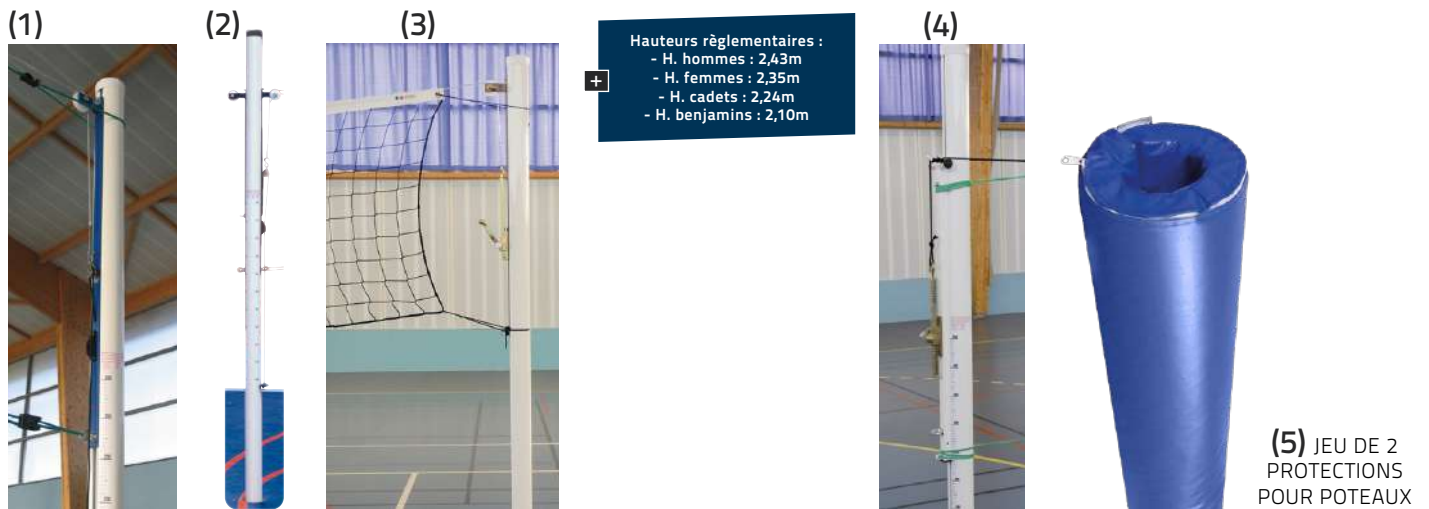 (1)
(2)
(3)
+
Hauteurs règlementaires :
- H. hommes : 2,43m
- H. femmes : 2,35m
- H. cadets : 2,24m
- H. benjamins : 2,10m
(4)
(5) JEU DE 2
PROTECTIONS
POUR POTEAUX